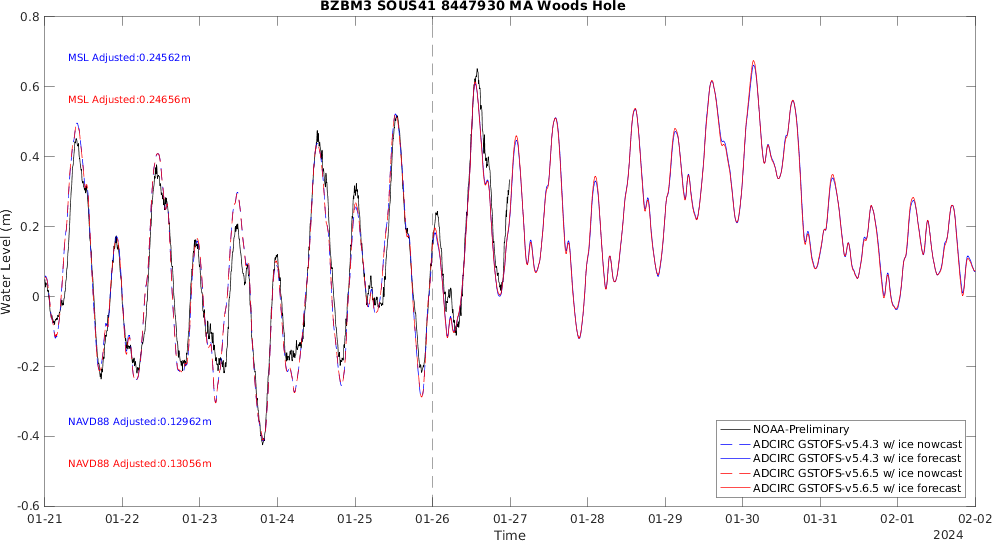 BZBM3 SOUS41 8447930 MA Woods Hole
0.8
0.6
0.4
0.2
0
-0.2
-0.4
-0.6
Water Level (m)
MSL Adjusted:0.24562m
MSL Adjusted:0.24656m
NAVD88 Adjusted:0.12962m
NAVD88 Adjusted:0.13056m
NOAA-Preliminary
ADCIRC GSTOFS-v5.4.3 w/ ice nowcast
ADCIRC GSTOFS-v5.4.3 w/ ice forecast
ADCIRC GSTOFS-v5.6.5 w/ ice nowcast
ADCIRC GSTOFS-v5.6.5 w/ ice forecast
01-21 01-22 01-23 01-24 01-25 01-26 01-27 01-28 01-29 01-30 01-31 02-01 02-02
Time
2024